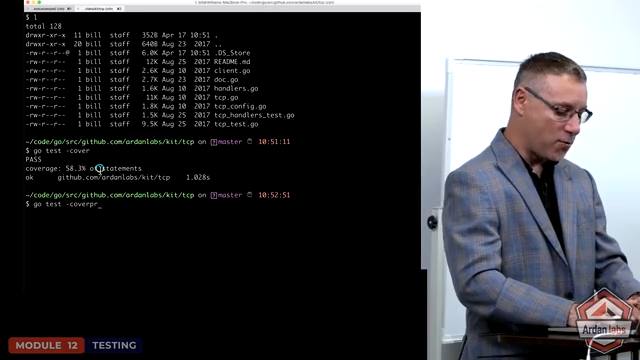 $ l
total 128
drwxr-xr-x 11 bill staff 352B Apr 17 10:51 .
drwxr-xr-x 20 bill staff 640B Aug 23 2017 ..
-rw-r--r--@ 1 bill staff 6.0K Apr 17 10:51 .DS_Store
-rw-r--r-- 1 bill staff 12K Aug 25 2017 README.md
-rw-r--r-- 1 bill staff 2.6K Aug 10 2017 client.go
-rw-r--r-- 1 bill staff 2.7K Aug 23 2017 doc.go
-rw-r--r-- 1 bill staff 1.6K Aug 10 2017 handlers.go
-rw-r--r-- 1 bill staff 11K Aug 10 2017 tcp.go
-rw-r--r-- 1 bill staff 1.8K Aug 10 2017 tcp_config.go
-rw-r--r-- 1 bill staff 1.5K Aug 10 2017 tcp_handlers_test.go
-rw-r--r-- 1 bill staff 9.5K Aug 23 2017 tcp_test.go
~/code/go/src/github.com/ardanlabs/kit/tcp on master 10:51:11
$ go test -cover
PASS
coverage: 58.3% of statements
ok github.com/ardanlabs/kit/tcp 1.028s
~/code/go/src/github.com/ardanlabs/kit/tcp on master 10:52:51
$ go test -coverpr
MODULE 12 TESTING
Ardan labs